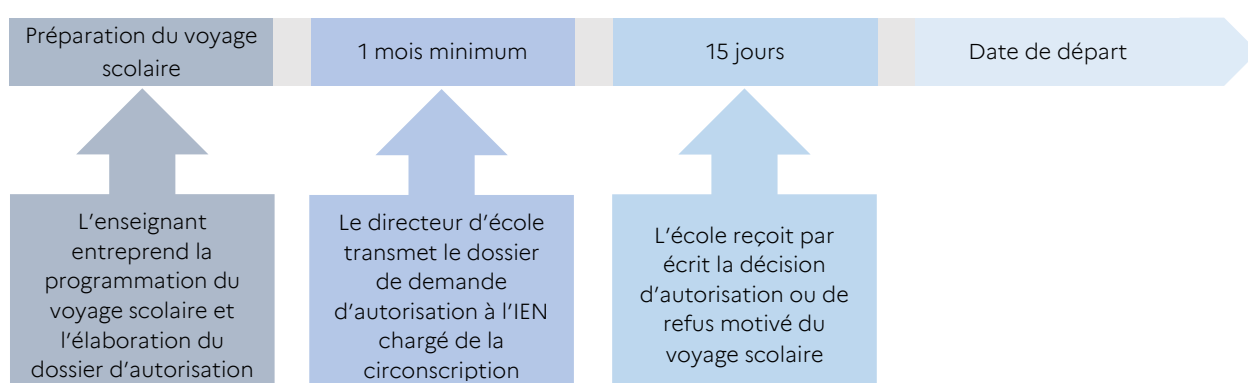 Préparation du voyage
scolaire
1 mois minimum
15 jours
Date de départ
L’enseignant
entreprend la
programmation du
voyage scolaire et
l’élaboration du
dossier d’autorisation
Le directeur d’école
transmet le dossier
de demande
d’autorisation à l’IEN
chargé de la
circonscription
L’école reçoit par
écrit la décision
d’autorisation ou de
refus motivé du
voyage scolaire